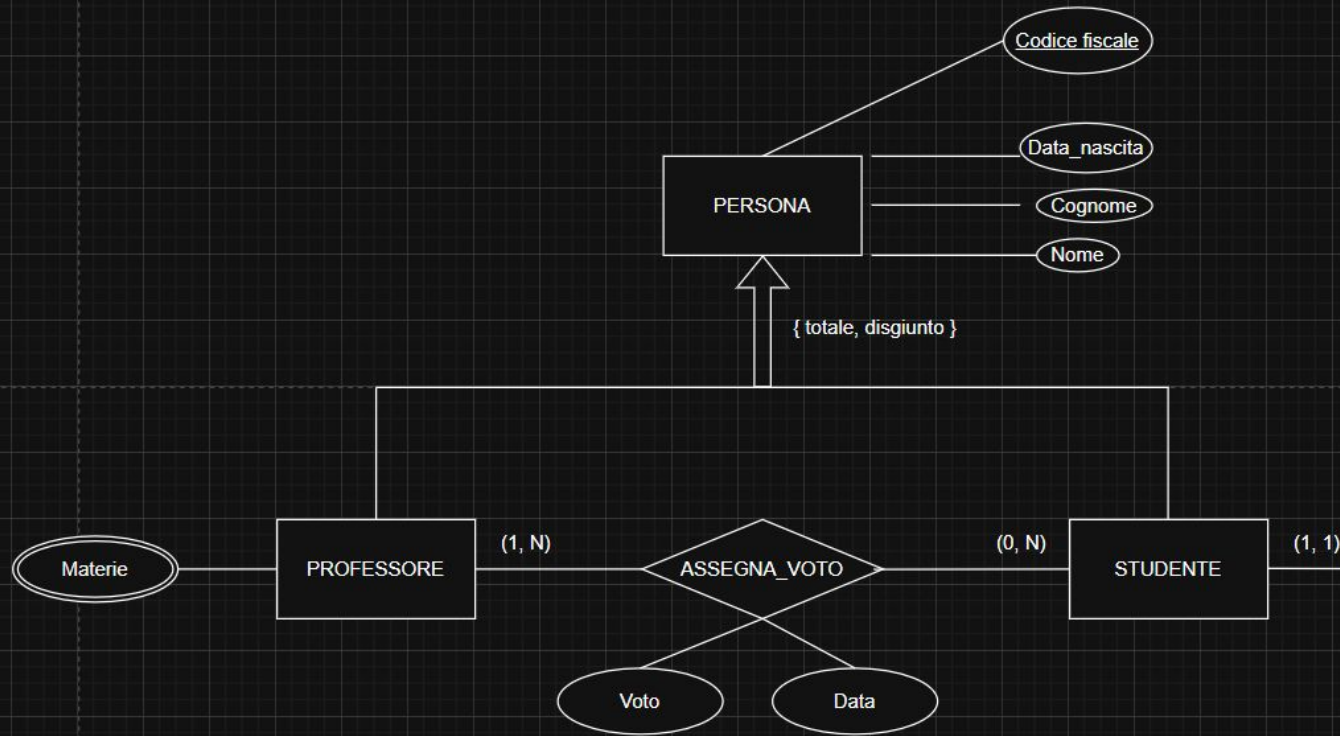 Codice fiscale
Data_nascita
PERSONA
Cognome
Nome
{ totale, disgiunto }
(1, N)
(0, N)
(1, 1)
Materie
PROFESSORE
ASSEGNA_VOTO
STUDENTE
Voto
Data